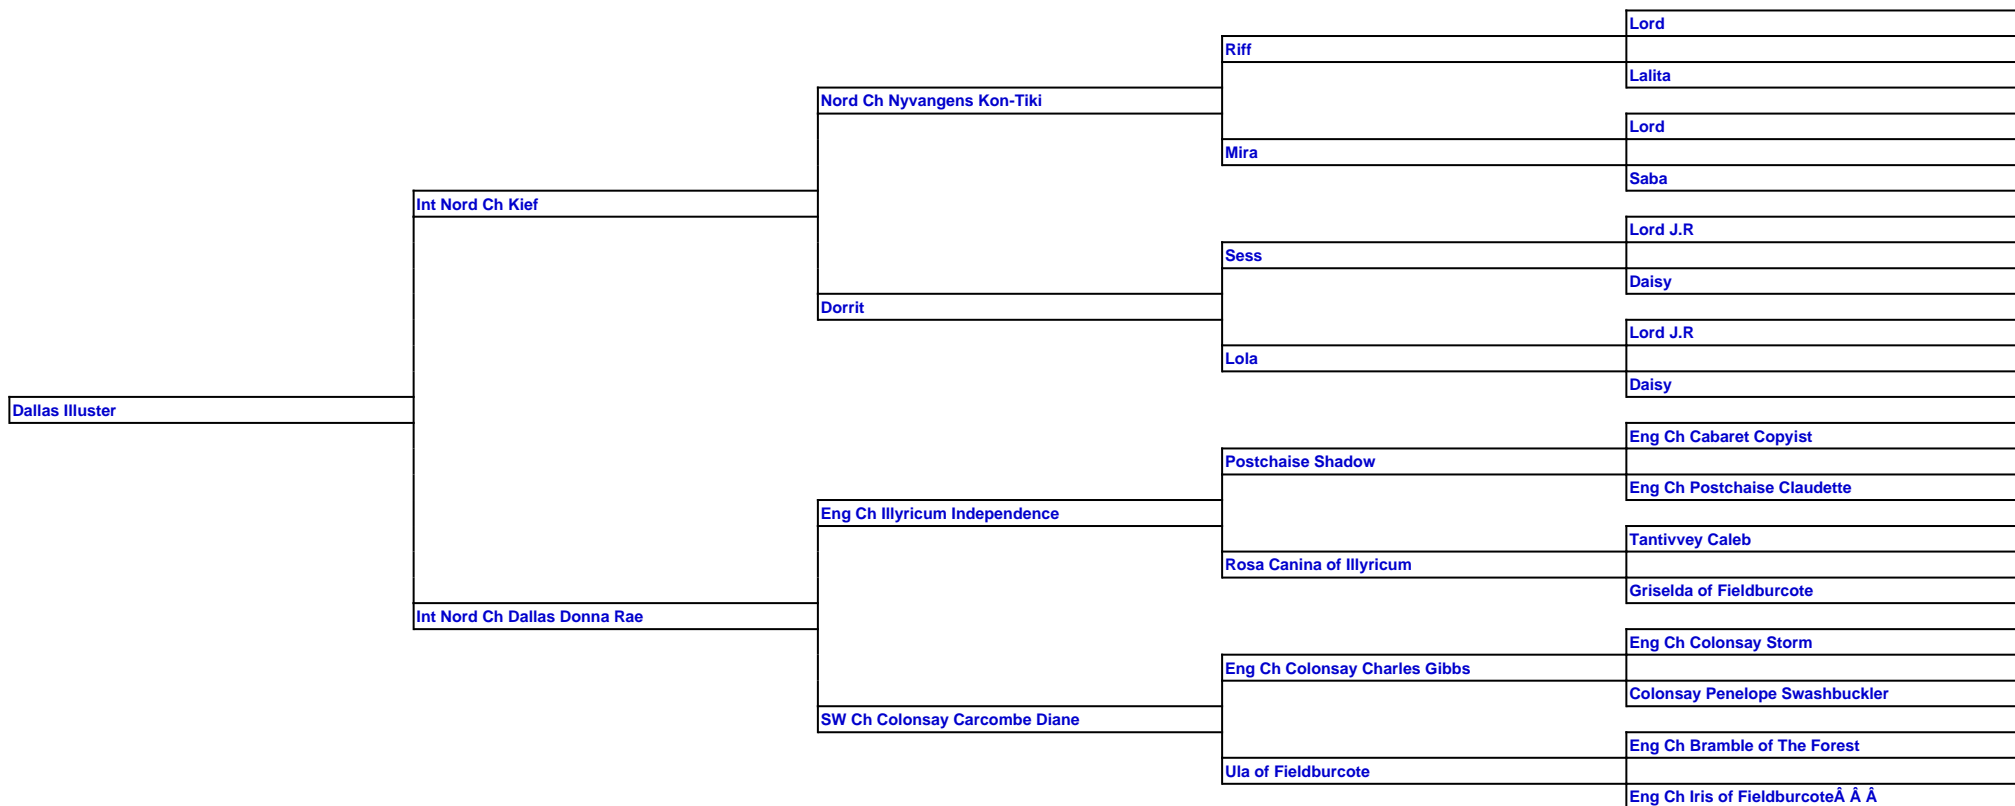 Lord
Riff
Lalita
Nord Ch Nyvangens Kon-Tiki
Lord
Mira
Saba
Int Nord Ch Kief
Lord J.R
Sess
Daisy
Dorrit
Lord J.R
Lola
Daisy
Dallas Illuster
Eng Ch Cabaret Copyist
Postchaise Shadow
Eng Ch Postchaise Claudette
Eng Ch Illyricum Independence
Tantivvey Caleb
Rosa Canina of Illyricum
Griselda of Fieldburcote
Int Nord Ch Dallas Donna Rae
Eng Ch Colonsay Storm
Eng Ch Colonsay Charles Gibbs
Colonsay Penelope Swashbuckler
SW Ch Colonsay Carcombe Diane
Eng Ch Bramble of The Forest
Ula of Fieldburcote
Eng Ch Iris of FieldburcoteÂ Â Â